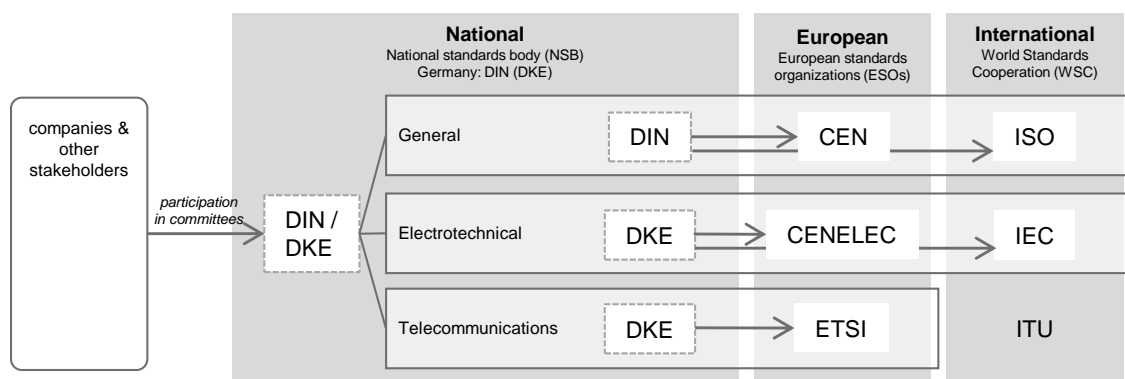 National
National standards body (NSB)
Germany: DIN (DKE)
European
European standards
organizations (ESOs)
International
World Standards
Cooperation (WSC)
companies &
other
stakeholders
participation
in committees
DIN /
DKE
General
DIN
CEN
ISO
Electrotechnical
DKE
CENELEC
IEC
Telecommunications
DKE
ETSI
ITU